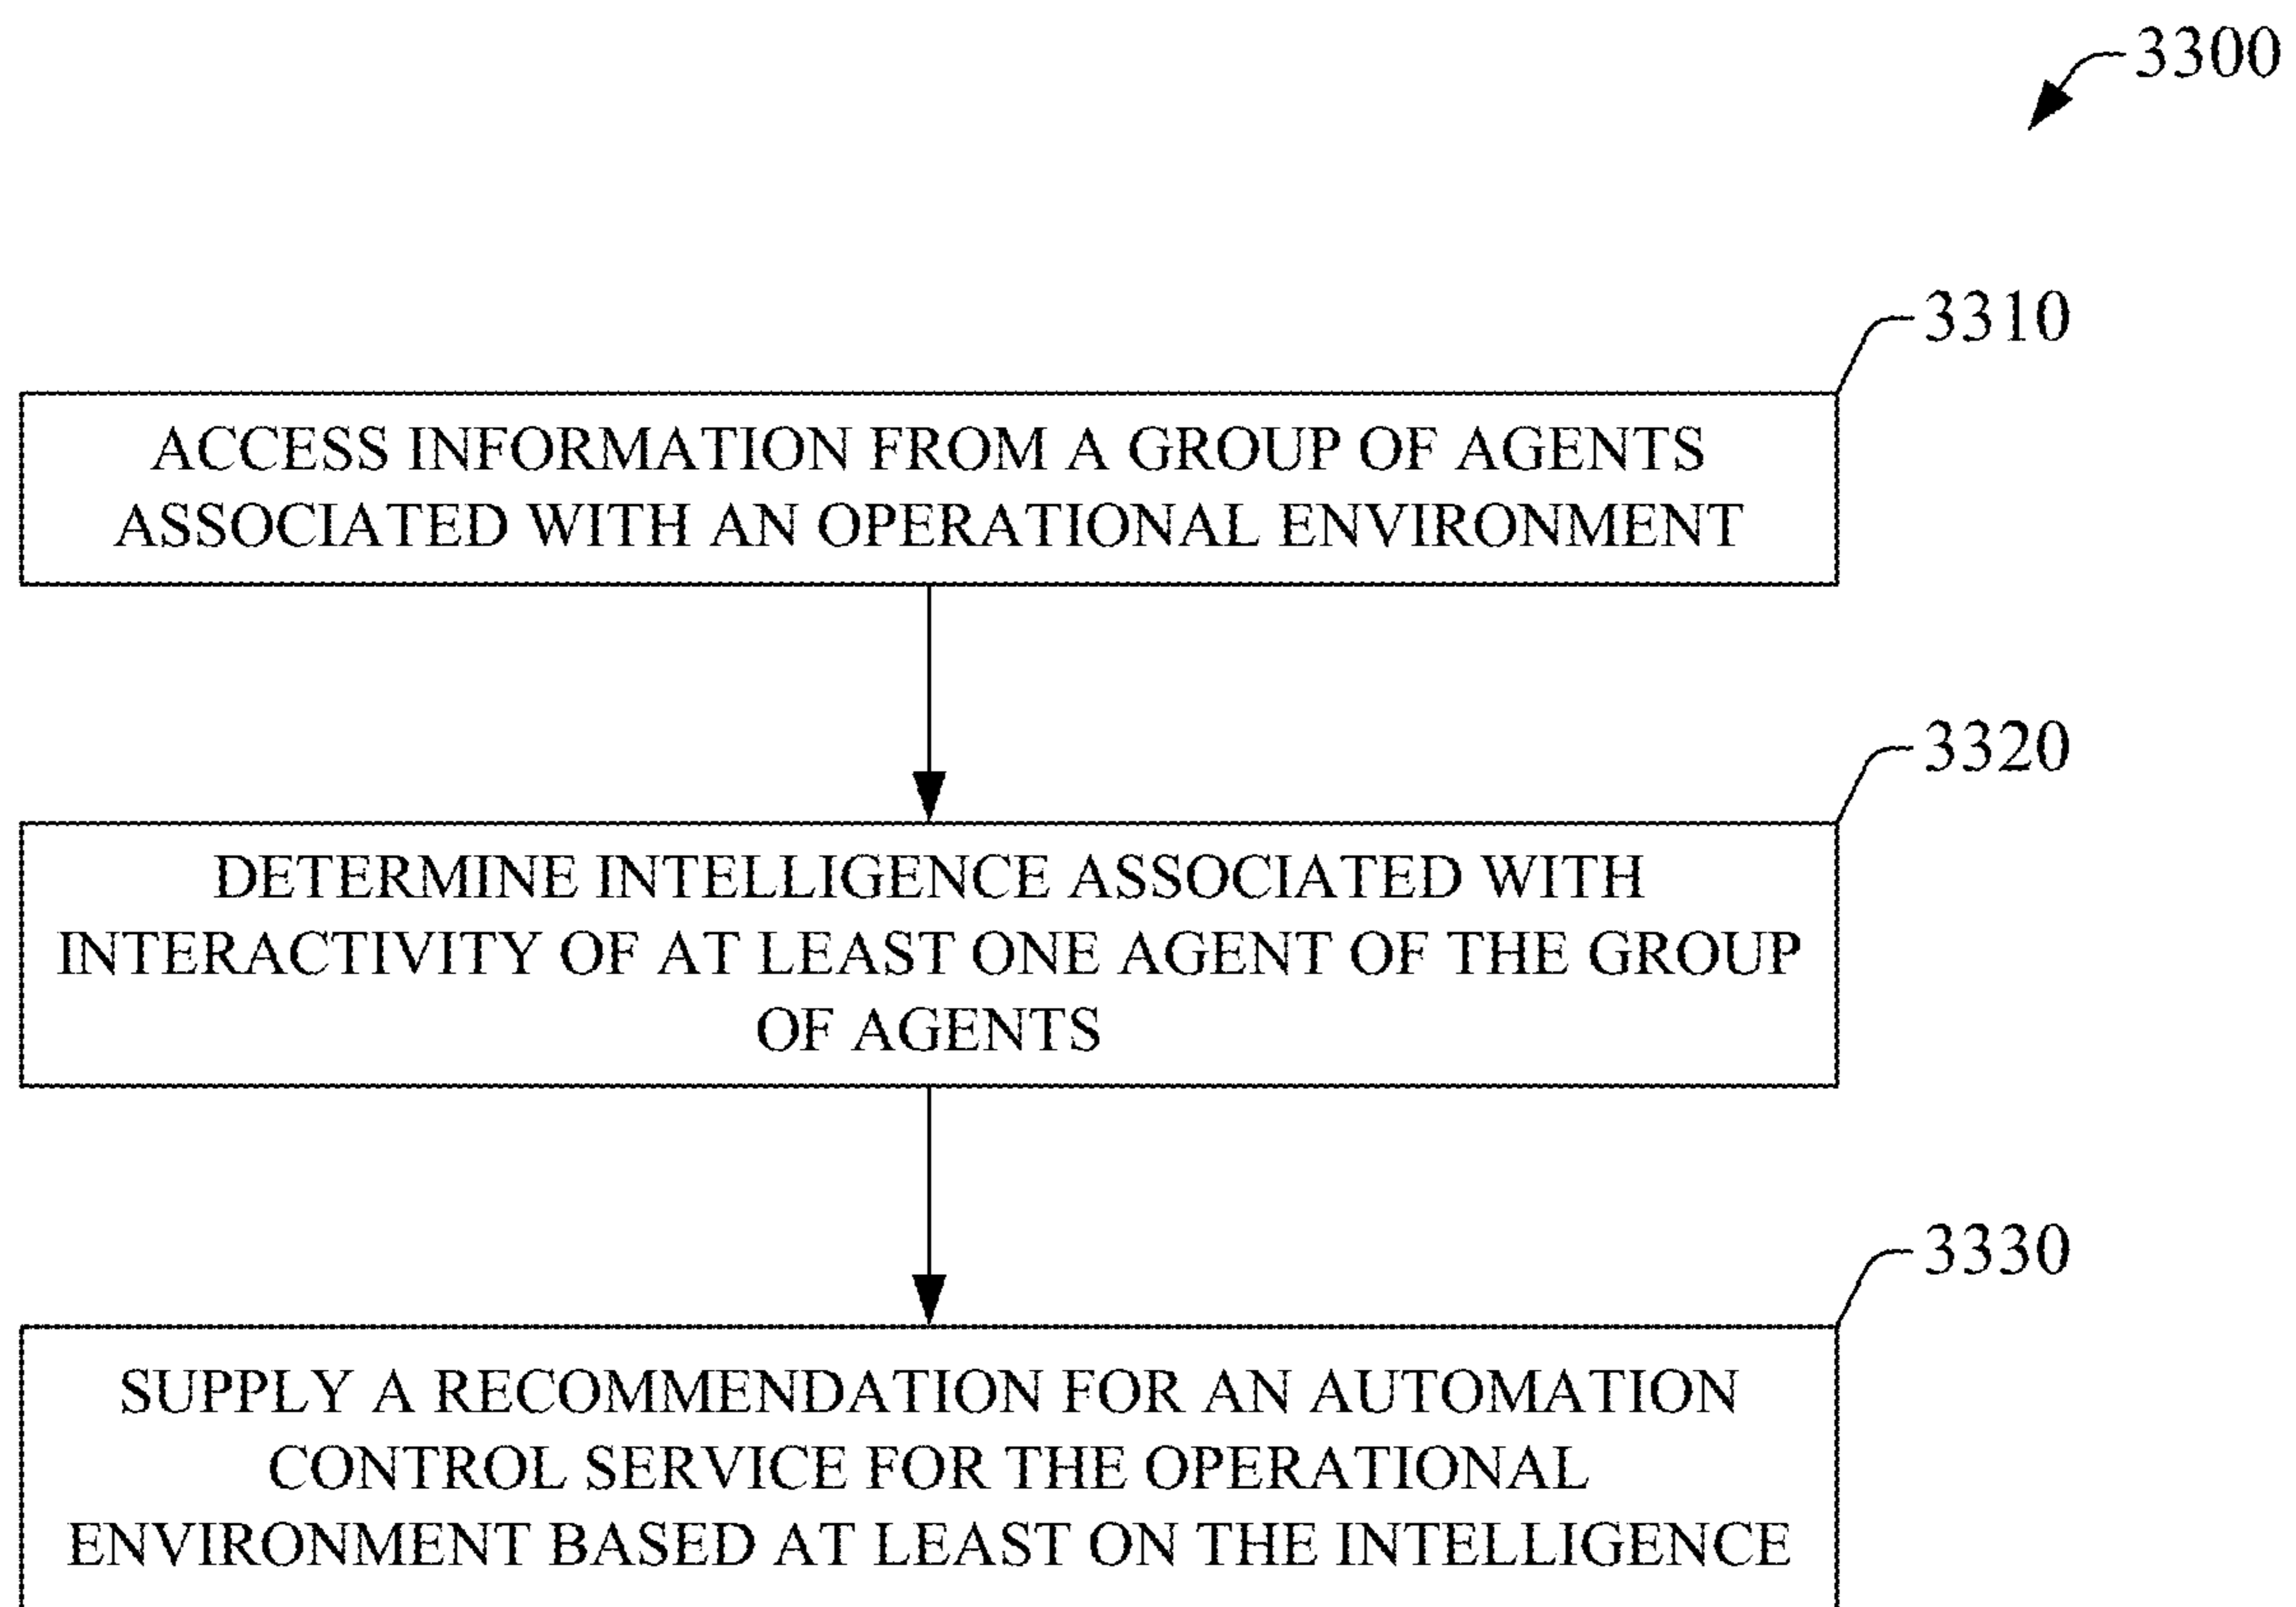 3300
3310
ACCESS INFORMATION FROM A GROUP OF AGENTS
ASSOCIATED WITH AN OPERATIONAL ENVIRONMENT
3320
DETERMINE INTELLIGENCE ASSOCIATED WITH
INTERACTIVITY OF AT LEAST ONE AGENT OF THE GROUP
OF AGENTS
3330
SUPPLY A RECOMMENDATION FOR AN AUTOMATION
CONTROL SERVICE FOR THE OPERATIONAL
ENVIRONMENT BASED AT LEAST ON THE INTELLIGENCE